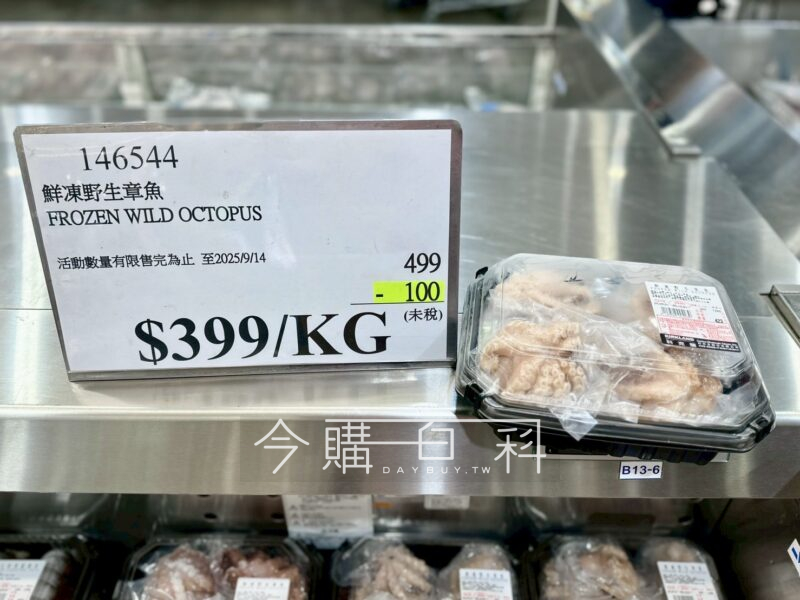 146544
鮮凍野生章魚
FROZEN WILD OCTOPUS
活動數量有限售完為止 至2025/9/14
499
- 100
(未稅)
$399/KG
今購百科
DAYBUY.TW
B13-6